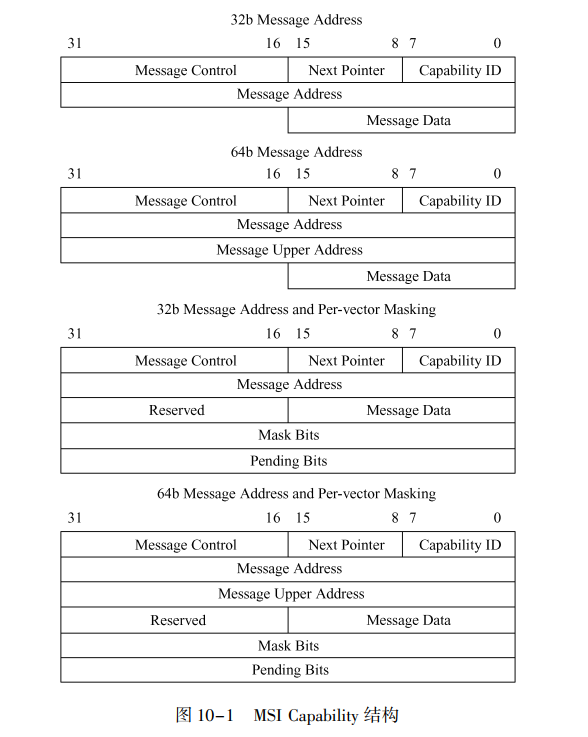 32b Message Address
31 16 15 8 7 0
Message Control Next Pointer Capability ID
Message Address
Message Data
64b Message Address
31 16 15 8 7 0
Message Control Next Pointer Capability ID
Message Address
Message Upper Address
Message Data
32b Message Address and Per-vector Masking
31 16 15 8 7 0
Message Control Next Pointer Capability ID
Message Address
Reserved Message Data
Mask Bits
Pending Bits
64b Message Address and Per-vector Masking
31 16 15 8 7 0
Message Control Next Pointer Capability ID
Message Address
Message Upper Address
Reserved Message Data
Mask Bits
Pending Bits
图 10-1 MSI Capability 结构